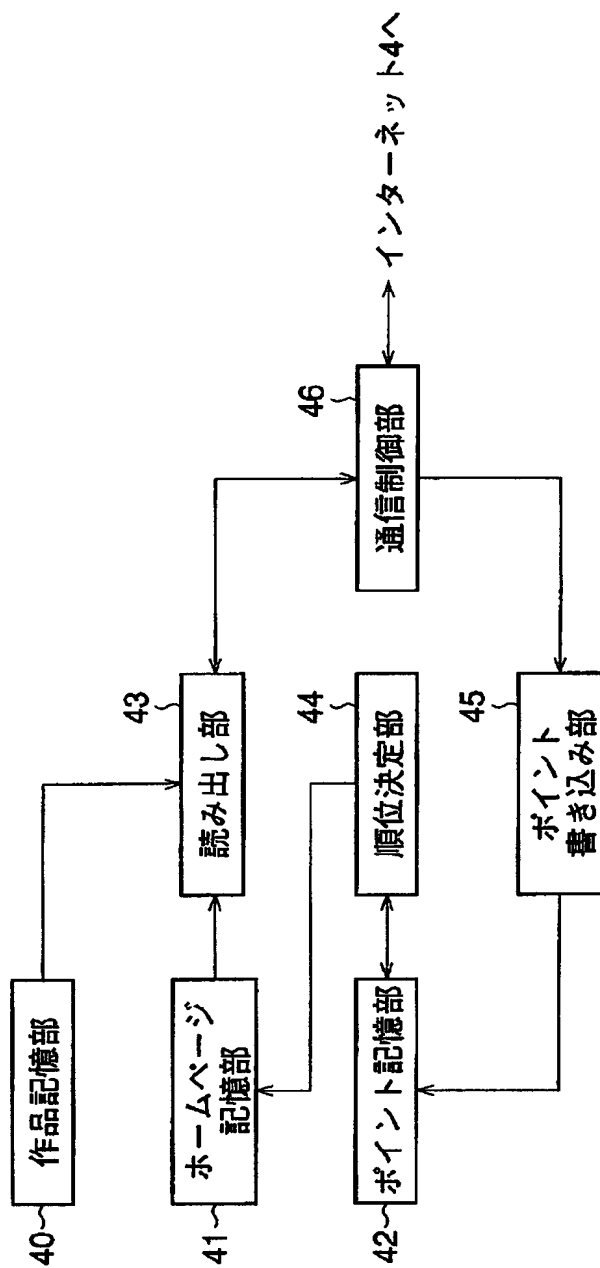 40
作品記憶部
41
ホームページ
記憶部
42
ポイント記憶部
43
読み出し部
44
順位決定部
45
ポイント
書き込み部
46
通信制御部
インターネット4へ